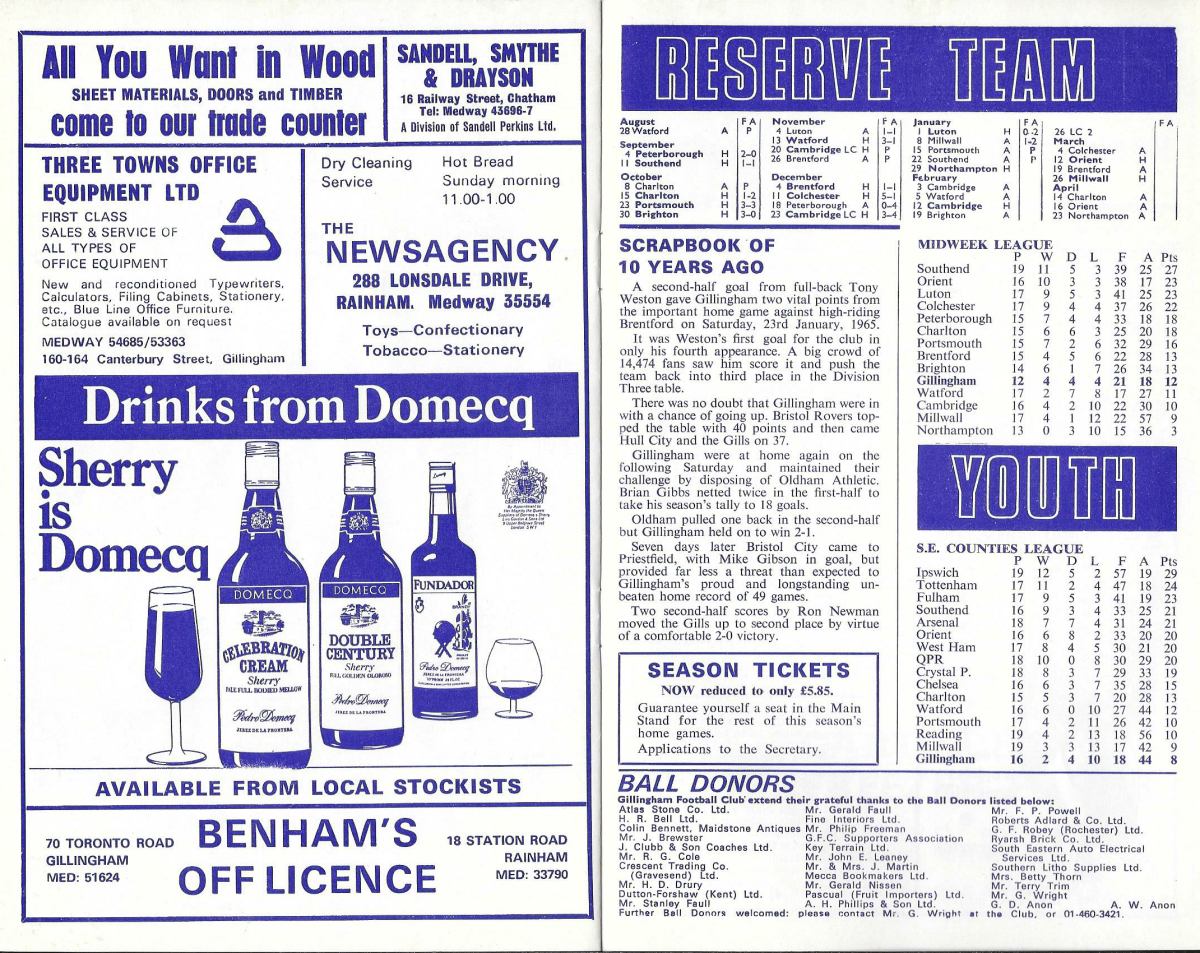 All You Want in Wood
SHEET MATERIALS, DOORS and TIMBER
come to our trade counter
SANDELL, SMYTHE
& DRAYSON
16 Railway Street, Chatham
Tel: Medway 43696-7
A Division of Sandell Perkins Ltd.
THREE TOWNS OFFICE
EQUIPMENT LTD
FIRST CLASS
SALES & SERVICE OF
ALL TYPES OF
OFFICE EQUIPMENT
New and reconditioned Typewriters,
Calculators, Filing Cabinets, Stationery,
etc., Blue Line Office Furniture.
Catalogue available on request
MEDWAY 54685/53363
160-164 Canterbury Street, Gillingham
Dry Cleaning
Service
Hot Bread
Sunday morning
11.00-1.00
THE
NEWSAGENCY
288 LONSDALE DRIVE,
RAINHAM. Medway 35554
Toys—Confectionary
Tobacco—Stationery
Drinks from Domecq
Sherry
is
Domecq
DOMECQ
CELEBRATION
CREAM
Sherry
PALE FULL BODIED MELLOW
Pedro Domecq
JEREZ DE LA FRONTERA
DOMECQ
DOUBLE
CENTURY
Sherry
FULL GOLDEN OLOROSO
Pedro Domecq
JEREZ DE LA FRONTERA
FUNDADOR
Pedro Domecq
By Appointment to
Her Majesty the Queen
AVAILABLE FROM LOCAL STOCKISTS
70 TORONTO ROAD
GILLINGHAM
MED: 51624
BENHAM'S
OFF LICENCE
18 STATION ROAD
RAINHAM
MED: 33790
RESERVE TEAM
August F A
28 Watford A P
September
4 Peterborough H 2–0
11 Southend H 1–1
October
8 Charlton A P
15 Charlton H 1-2
23 Portsmouth H 3–3
30 Brighton H 3–0
November F A
4 Luton A 1–1
13 Watford H 3–1
20 Cambridge LC H P
26 Brentford A P
December
4 Brentford H 1–1
11 Colchester H 5–1
18 Peterborough A 0–4
23 Cambridge LC H 3–4
January F A
1 Luton H 0-2
8 Millwall A 1-2
15 Portsmouth A P
22 Southend A P
29 Northampton H
February
3 Cambridge A
5 Watford A
12 Cambridge H
19 Brighton A
F A
26 LC 2
March
4 Colchester A
12 Orient H
19 Brentford A
26 Millwall H
April
14 Charlton A
16 Orient A
23 Northampton A
SCRAPBOOK OF
10 YEARS AGO
A second-half goal from full-back Tony
Weston gave Gillingham two vital points from
the important home game against high-riding
Brentford on Saturday, 23rd January, 1965.
It was Weston's first goal for the club in
only his fourth appearance. A big crowd of
14,474 fans saw him score it and push the
team back into third place in the Division
Three table.
There was no doubt that Gillingham were in
with a chance of going up. Bristol Rovers top-
ped the table with 40 points and then came
Hull City and the Gills on 37.
Gillingham were at home again on the
following Saturday and maintained their
challenge by disposing of Oldham Athletic.
Brian Gibbs netted twice in the first-half to
take his season's tally to 18 goals.
Oldham pulled one back in the second-half
but Gillingham held on to win 2-1.
Seven days later Bristol City came to
Priestfield, with Mike Gibson in goal, but
provided far less a threat than expected to
Gillingham's proud and longstanding un-
beaten home record of 49 games.
Two second-half scores by Ron Newman
moved the Gills up to second place by virtue
of a comfortable 2-0 victory.
SEASON TICKETS
NOW reduced to only £5.85.
Guarantee yourself a seat in the Main
Stand for the rest of this season's
home games.
Applications to the Secretary.
MIDWEEK LEAGUE
P W D L F A Pts
Southend 19 11 5 3 39 25 27
Orient 16 10 3 3 38 17 23
Luton 17 9 5 3 41 25 23
Colchester 17 9 4 4 37 26 22
Peterborough 15 7 4 4 33 18 18
Charlton 15 6 6 3 25 20 18
Portsmouth 15 7 2 6 32 29 16
Brentford 15 4 5 6 22 28 13
Brighton 14 6 1 7 26 34 13
Gillingham 12 4 4 4 21 18 12
Watford 17 2 7 8 17 27 11
Cambridge 16 4 2 10 22 30 10
Millwall 17 4 1 12 22 57 9
Northampton 13 0 3 10 15 36 3
YOUTH
S.E. COUNTIES LEAGUE
P W D L F A Pts
Ipswich 19 12 5 2 57 19 29
Tottenham 17 11 2 4 47 18 24
Fulham 17 9 5 3 41 19 23
Southend 16 9 3 4 33 25 21
Arsenal 18 7 7 4 31 24 21
Orient 16 6 8 2 33 20 20
West Ham 17 8 4 5 30 21 20
QPR 18 10 0 8 30 29 20
Crystal P. 18 8 3 7 29 33 19
Chelsea 16 6 3 7 35 28 15
Charlton 15 5 3 7 20 28 13
Watford 16 6 0 10 27 44 12
Portsmouth 17 4 2 11 26 42 10
Reading 19 4 2 13 18 56 10
Millwall 19 3 3 13 17 42 9
Gillingham 16 2 4 10 18 44 8
BALL DONORS
Gillingham Football Club extend their grateful thanks to the Ball Donors listed below:
Atlas Stone Co. Ltd.
H. R. Bell Ltd.
Colin Bennett, Maidstone Antiques
Mr. J. Brewster
J. Clubb & Son Coaches Ltd.
Mr. R. G. Cole
Crescent Trading Co.
(Gravesend) Ltd.
Mr. H. D. Drury
Dutton-Forshaw (Kent) Ltd.
Mr. Stanley Faull
Mr. Gerald Faull
Fine Interiors Ltd.
Mr. Philip Freeman
G.F.C. Supporters Association
Key Terrain Ltd.
Mr. John E. Leaney
Mr. & Mrs. J. Martin
Mecca Bookmakers Ltd.
Mr. Gerald Nissen
Pascual (Fruit Importers) Ltd.
A. H. Phillips & Son Ltd.
Mr. F. P. Powell
Roberts Adlard & Co. Ltd.
G. F. Robey (Rochester) Ltd.
Ryarsh Brick Co. Ltd.
South Eastern Auto Electrical
Services Ltd.
Southern Litho Supplies Ltd.
Mrs. Betty Thorn
Mr. Terry Trim
Mr. G. Wright
G. D. Anon A. W. Anon
Further Ball Donors welcomed: please contact Mr. G. Wright at the Club, or 01-460-3421.